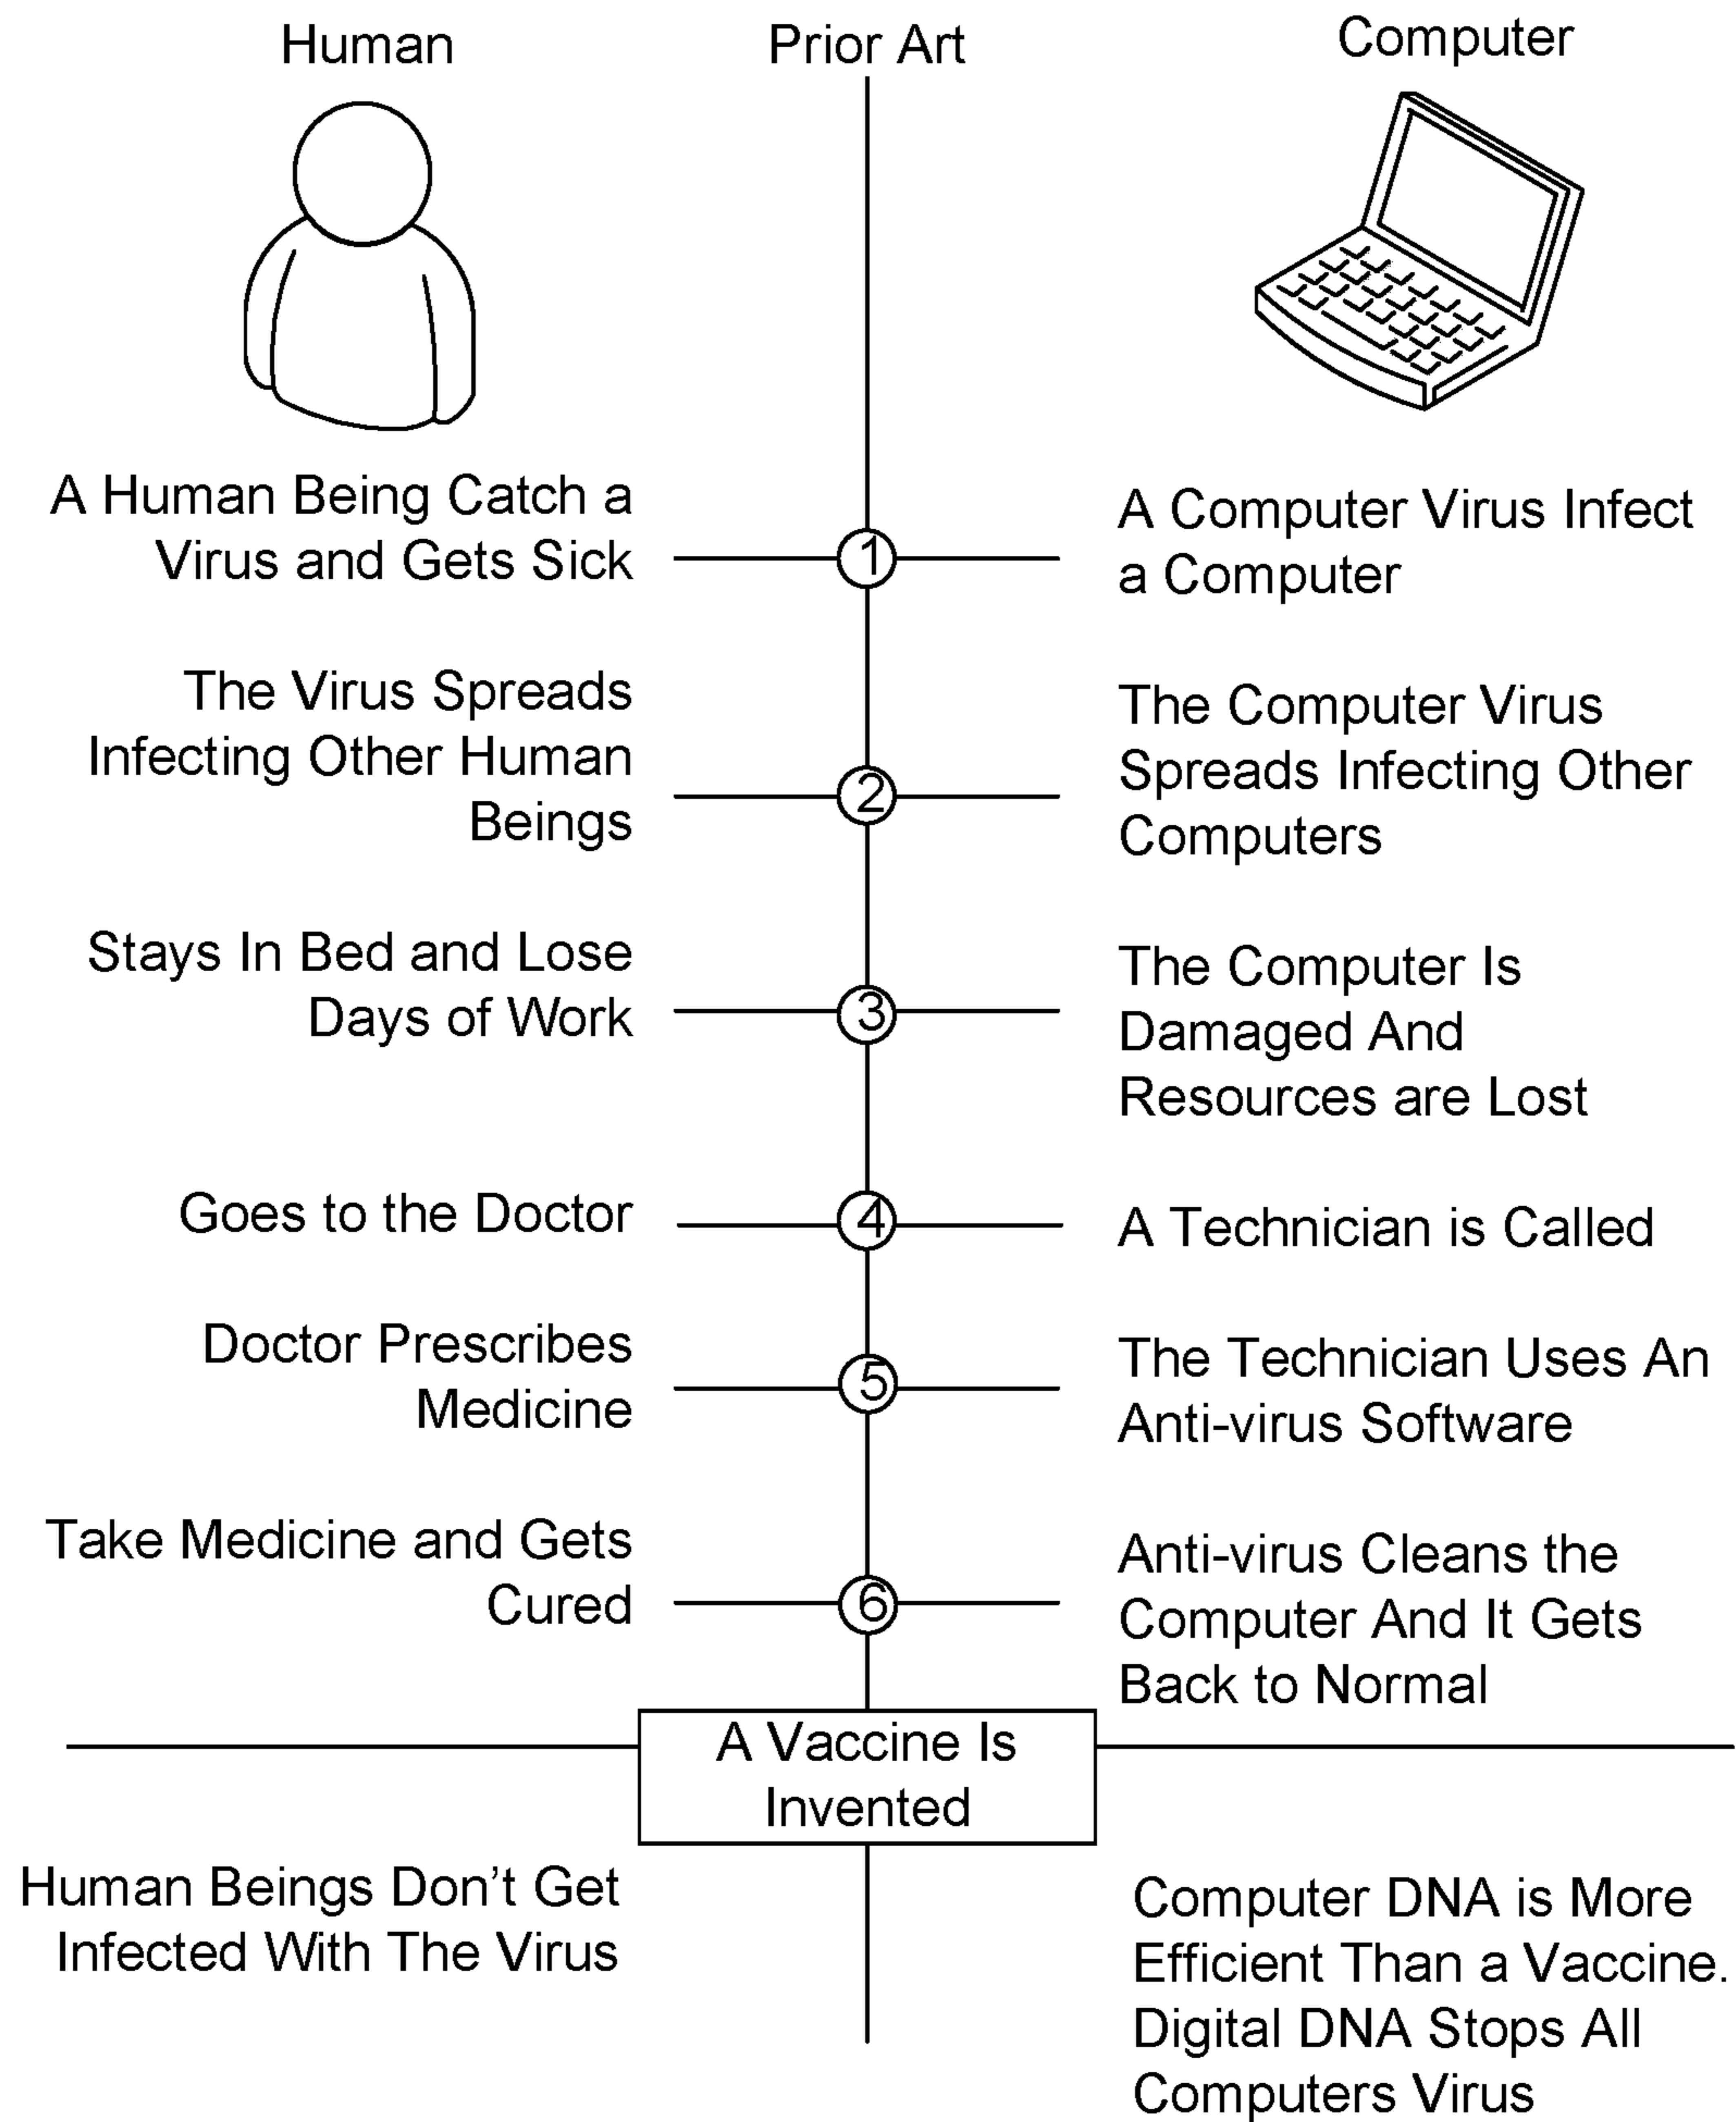 Human
Prior Art
Computer
A Human Being Catch a
Virus and Gets Sick
1
A Computer Virus Infect
a Computer
The Virus Spreads
Infecting Other Human
Beings
2
The Computer Virus
Spreads Infecting Other
Computers
Stays In Bed and Lose
Days of Work
3
The Computer Is
Damaged And
Resources are Lost
Goes to the Doctor
4
A Technician is Called
Doctor Prescribes
Medicine
5
The Technician Uses An
Anti-virus Software
Take Medicine and Gets
Cured
6
Anti-virus Cleans the
Computer And It Gets
Back to Normal
A Vaccine Is
Invented
Human Beings Don't Get
Infected With The Virus
Computer DNA is More
Efficient Than a Vaccine.
Digital DNA Stops All
Computers Virus